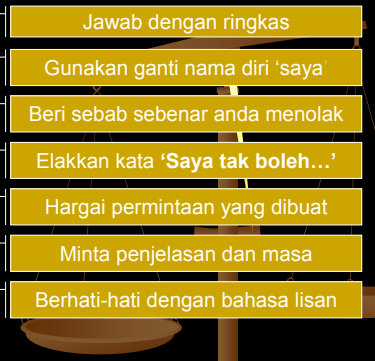 Jawab dengan ringkas
Gunakan ganti nama diri ‘saya’
Beri sebab sebenar anda menolak
Elakkan kata ‘Saya tak boleh…’
Hargai permintaan yang dibuat
Minta penjelasan dan masa
Berhati-hati dengan bahasa lisan